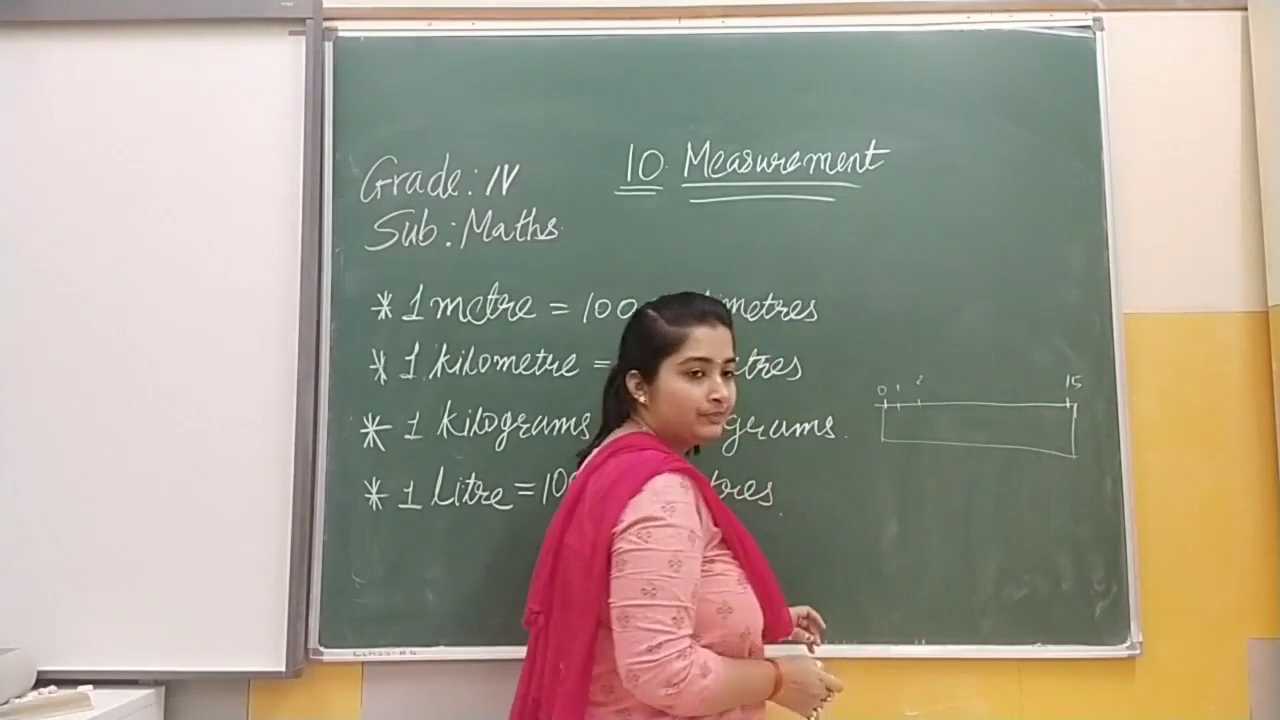 10. Measurement
Grade: IV
Sub: Maths
* 1 metre = 100 metres
* 1 kilometre =
* 1 kilograms grams.
* 1 Litre = 
0 1 2 15